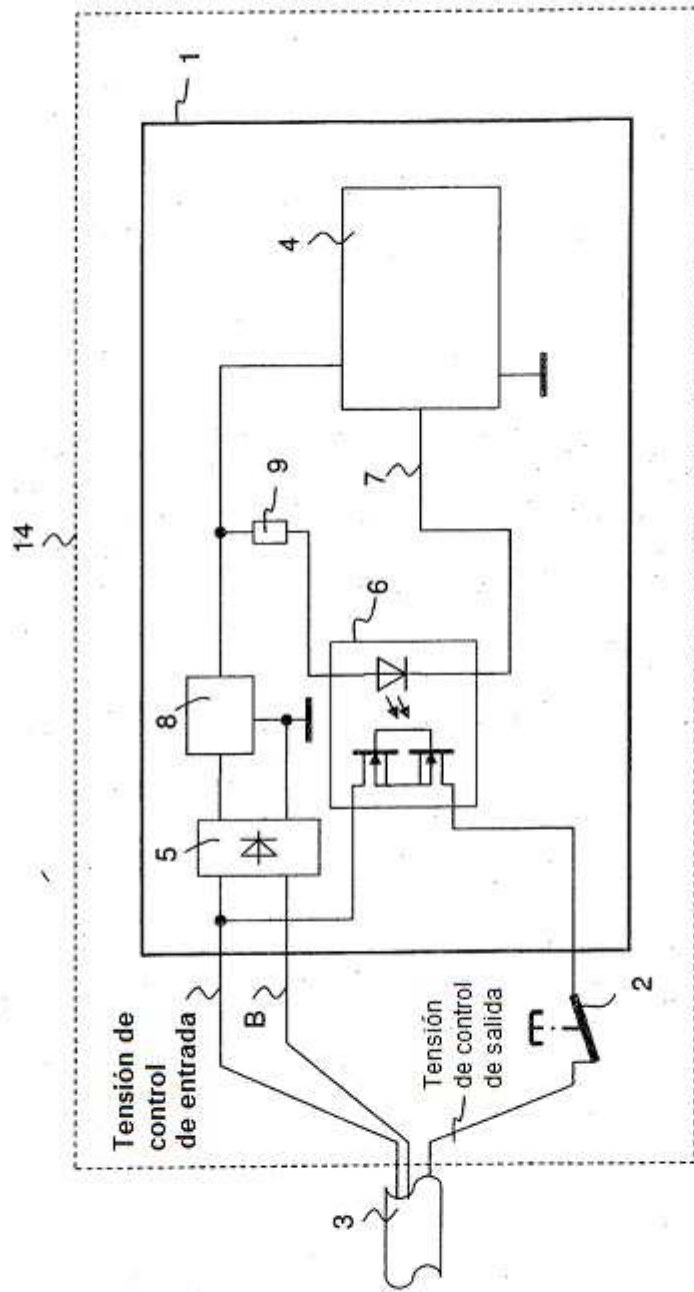 14
1
4
7
9
6
8
5
Tensión de
control
de entrada
B
Tensión
de control
de salida
2
3